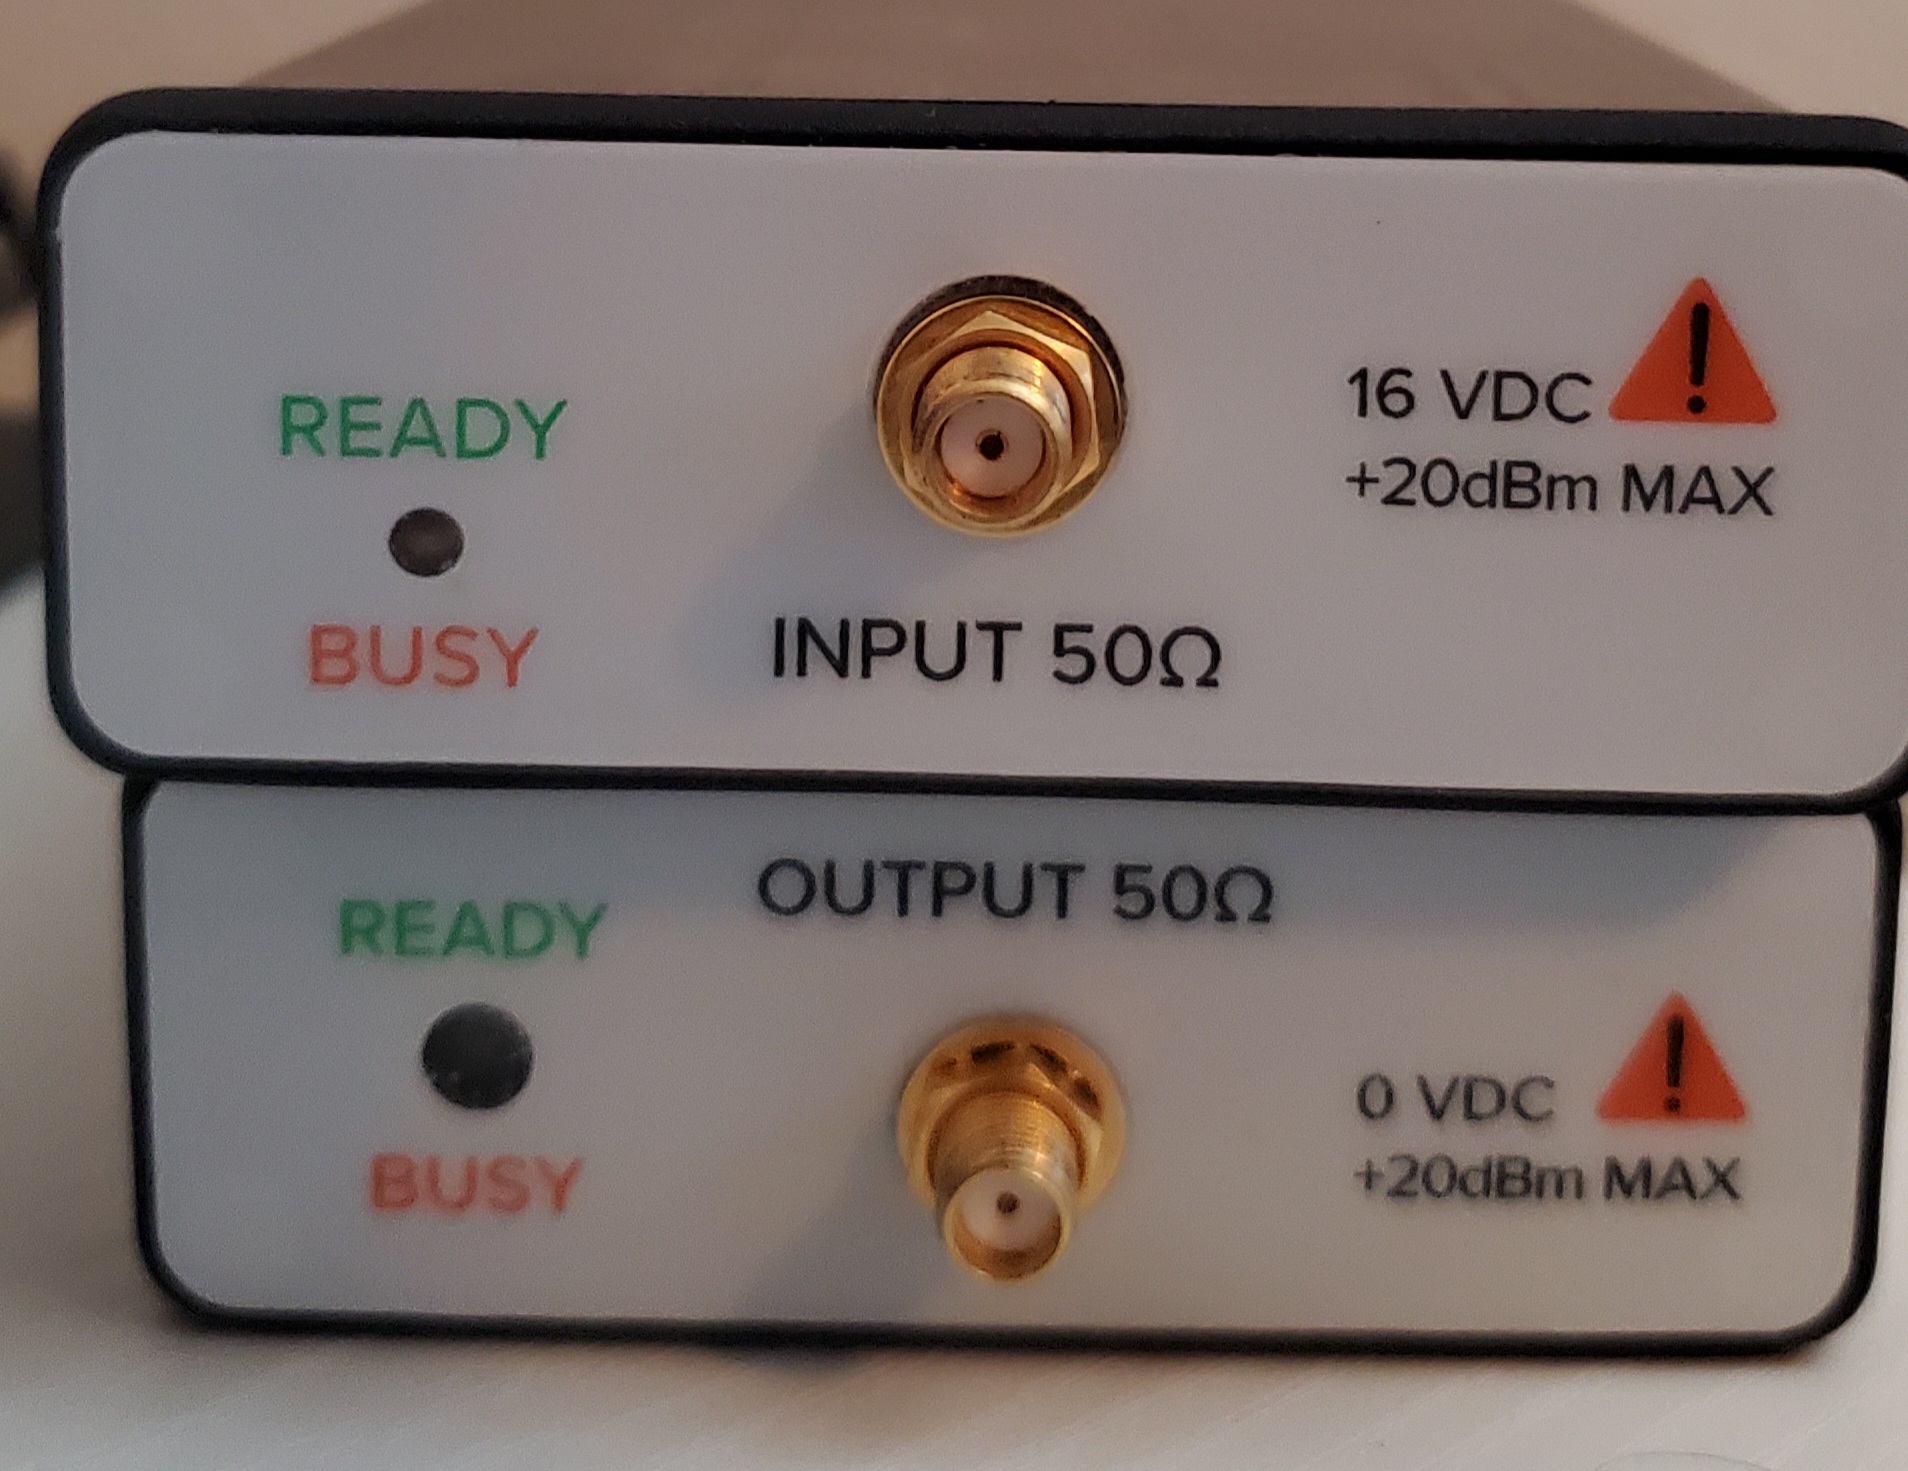 READY
BUSY
INPUT 50Ω
16 VDC
+20dBm MAX
OUTPUT 50Ω
READY
BUSY
0 VDC
+20dBm MAX